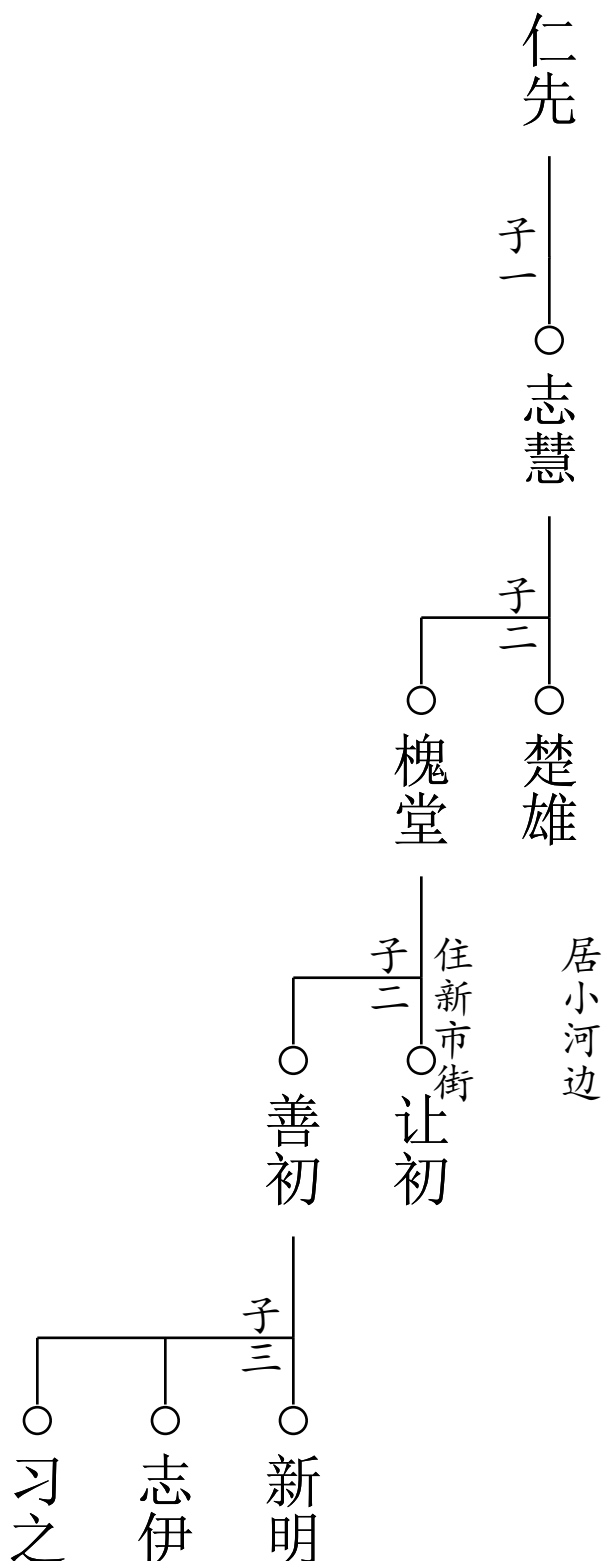 仁先
子一
志慧
子二
楚雄
槐堂
居小河边
住新市街
子二
让初
善初
子三
新明
志伊
习之